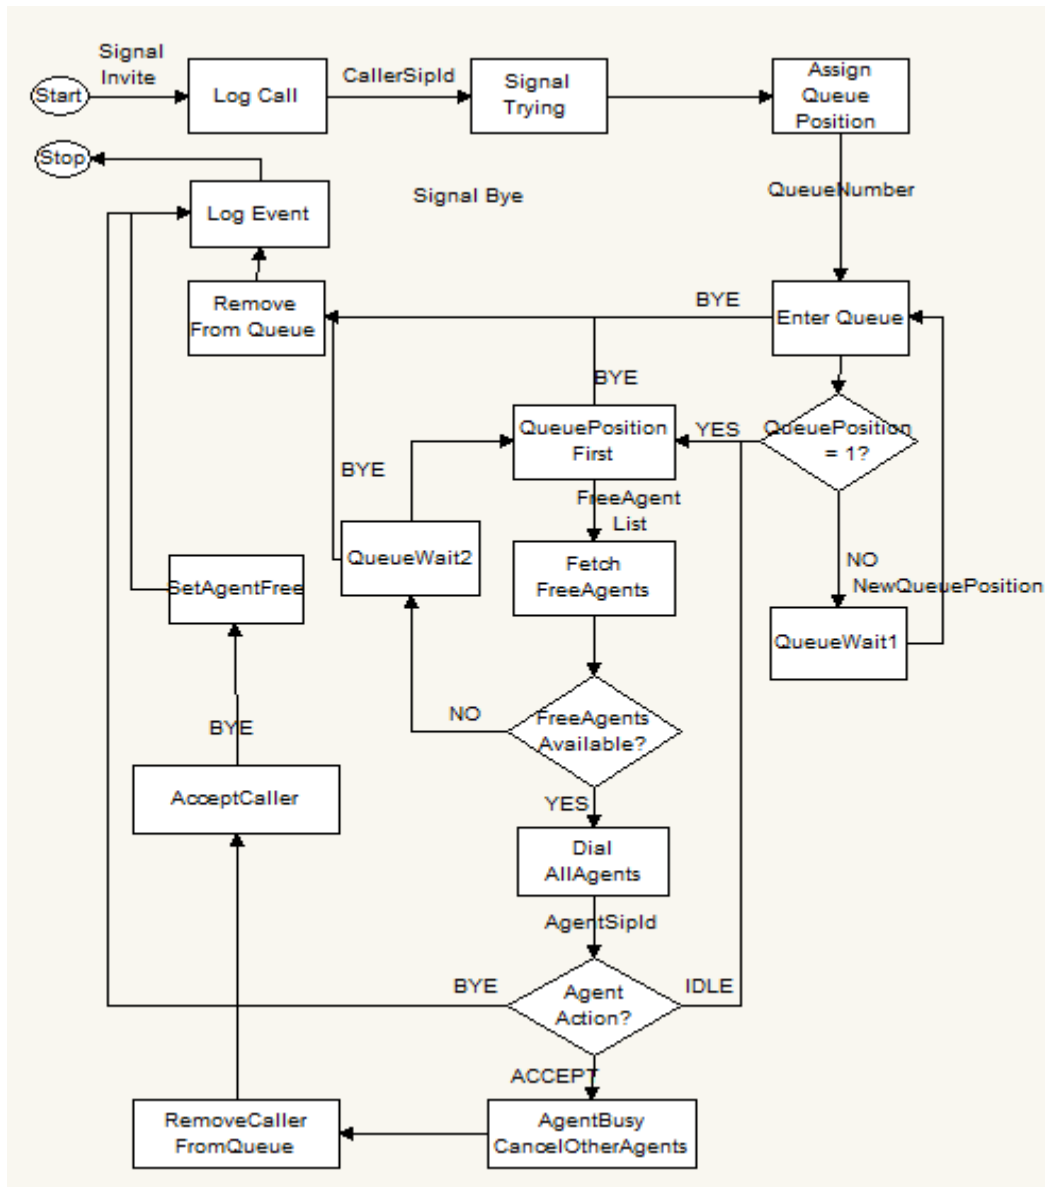 Signal
Invite
Start
Log Call
CallerSipId
Signal
Trying
Assign
Queue
Position
Stop
Log Event
Signal Bye
QueueNumber
Remove
From Queue
BYE
Enter Queue
BYE
QueuePosition
First
YES
QueuePosition
= 1?
BYE
FreeAgent
List
QueueWait2
Fetch
FreeAgents
NO
NewQueuePosition
SetAgentFree
QueueWait1
BYE
NO
FreeAgents
Available?
AcceptCaller
YES
Dial
AllAgents
AgentSipId
BYE
Agent
Action?
IDLE
ACCEPT
RemoveCaller
FromQueue
AgentBusy
CancelOtherAgents